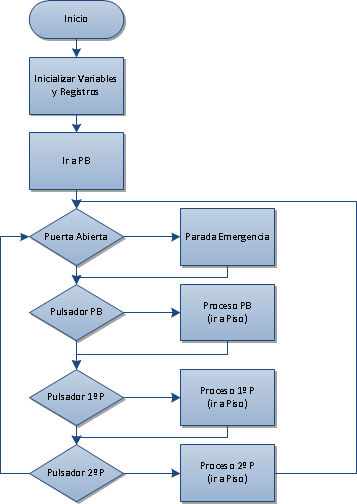 Inicio
Inicializar Variables
y Registros
Ir a PB
Puerta Abierta
Parada Emergencia
Pulsador PB
Proceso PB
(ir a Piso)
Pulsador 1º P
Proceso 1º P
(ir a Piso)
Pulsador 2º P
Proceso 2º P
(ir a Piso)